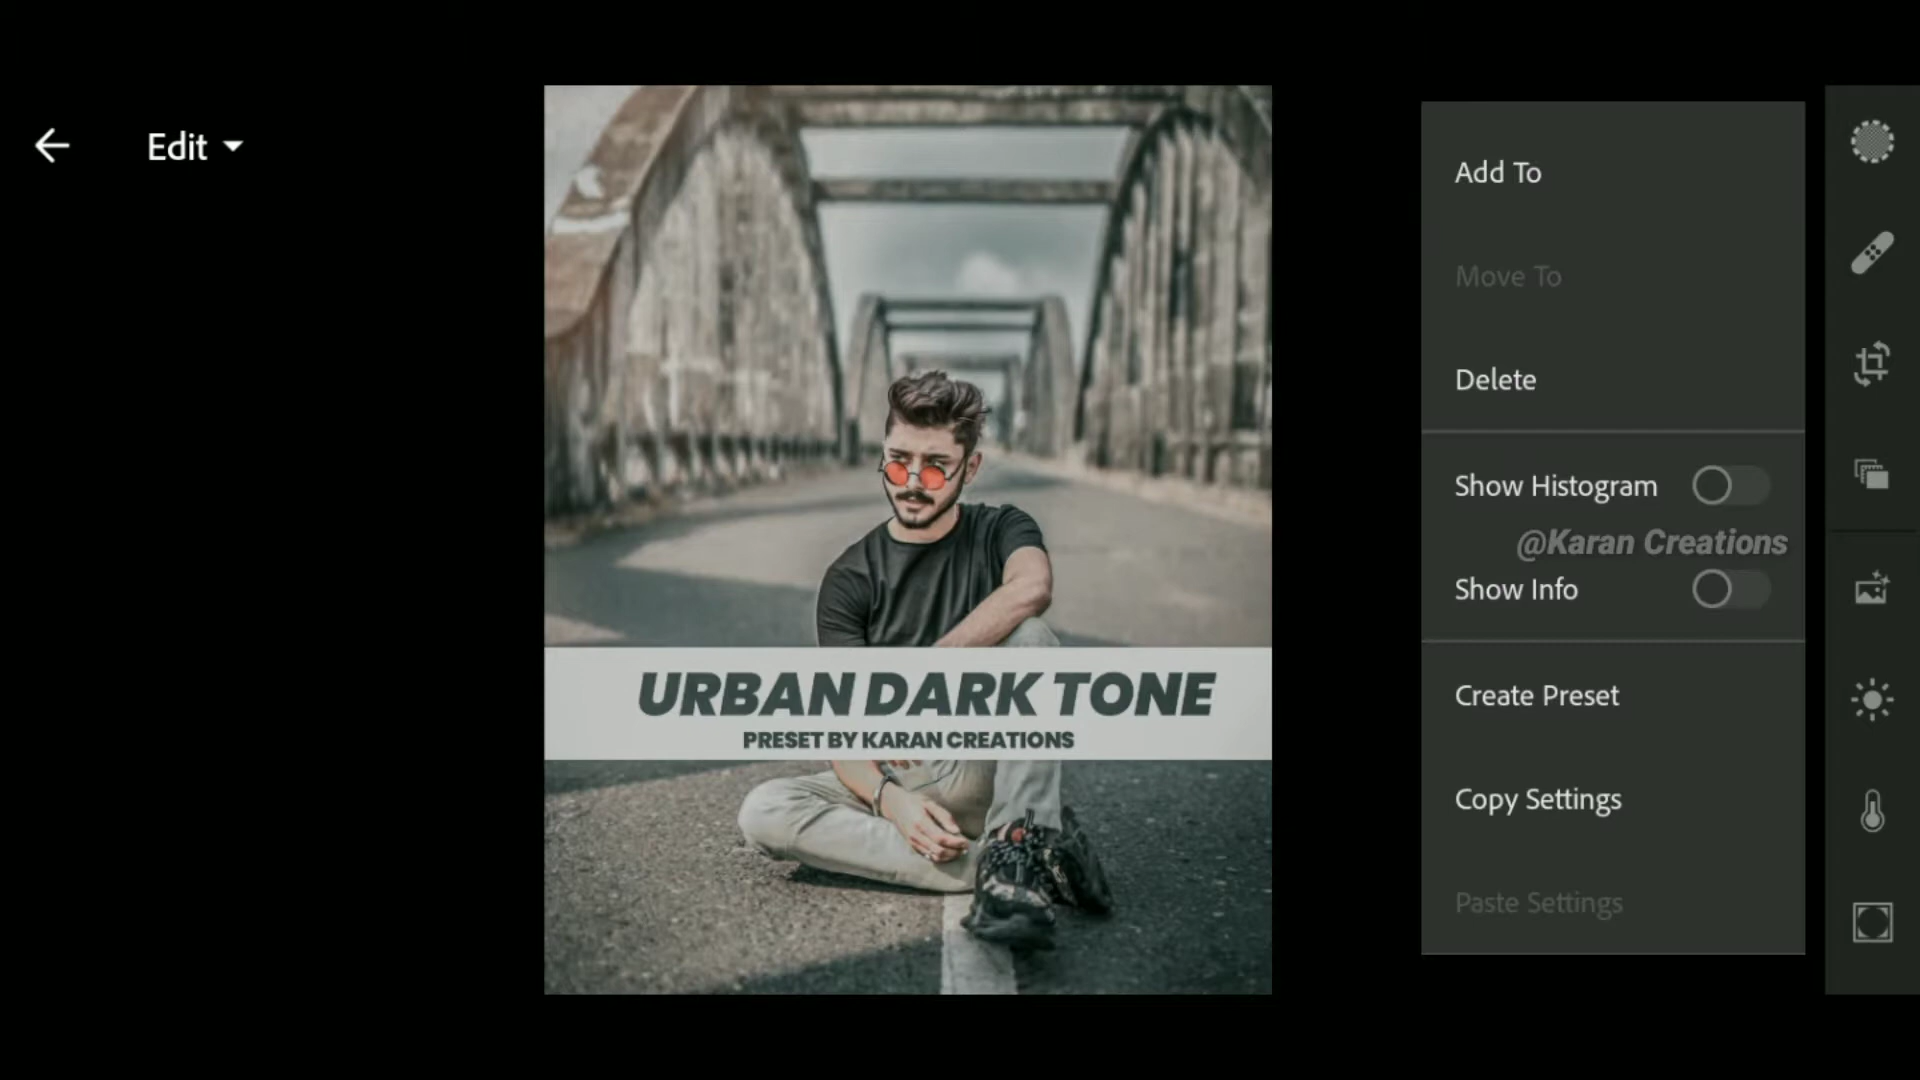 Edit
Add To
Move To
Delete
Show Histogram
@Karan Creations
Show Info
URBAN DARK TONE
PRESET BY KARAN CREATIONS
Create Preset
Copy Settings
Paste Settings